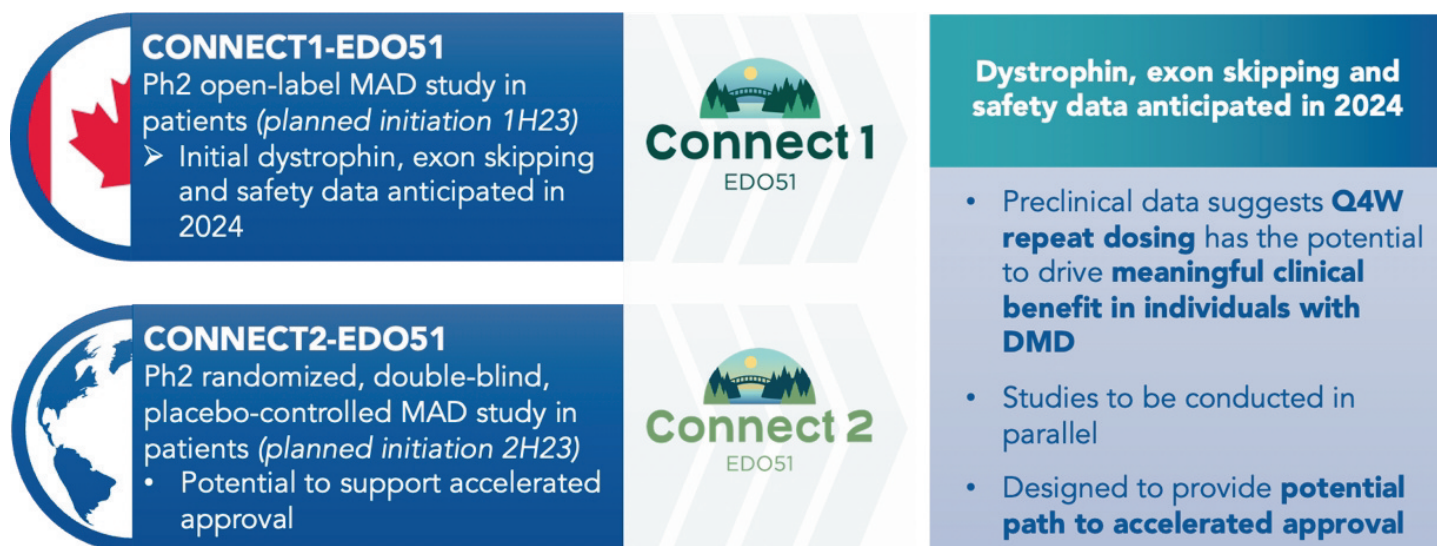 CONNECT1-EDO51
Ph2 open-label MAD study in
patients (planned initiation 1H23)
➢ Initial dystrophin, exon skipping
and safety data anticipated in
2024
Connect 1
EDO51
CONNECT2-EDO51
Ph2 randomized, double-blind,
placebo-controlled MAD study in
patients (planned initiation 2H23)
• Potential to support accelerated
approval
Connect 2
EDO51
Dystrophin, exon skipping and
safety data anticipated in 2024
• Preclinical data suggests Q4W
repeat dosing has the potential
to drive meaningful clinical
benefit in individuals with
DMD
• Studies to be conducted in
parallel
• Designed to provide potential
path to accelerated approval